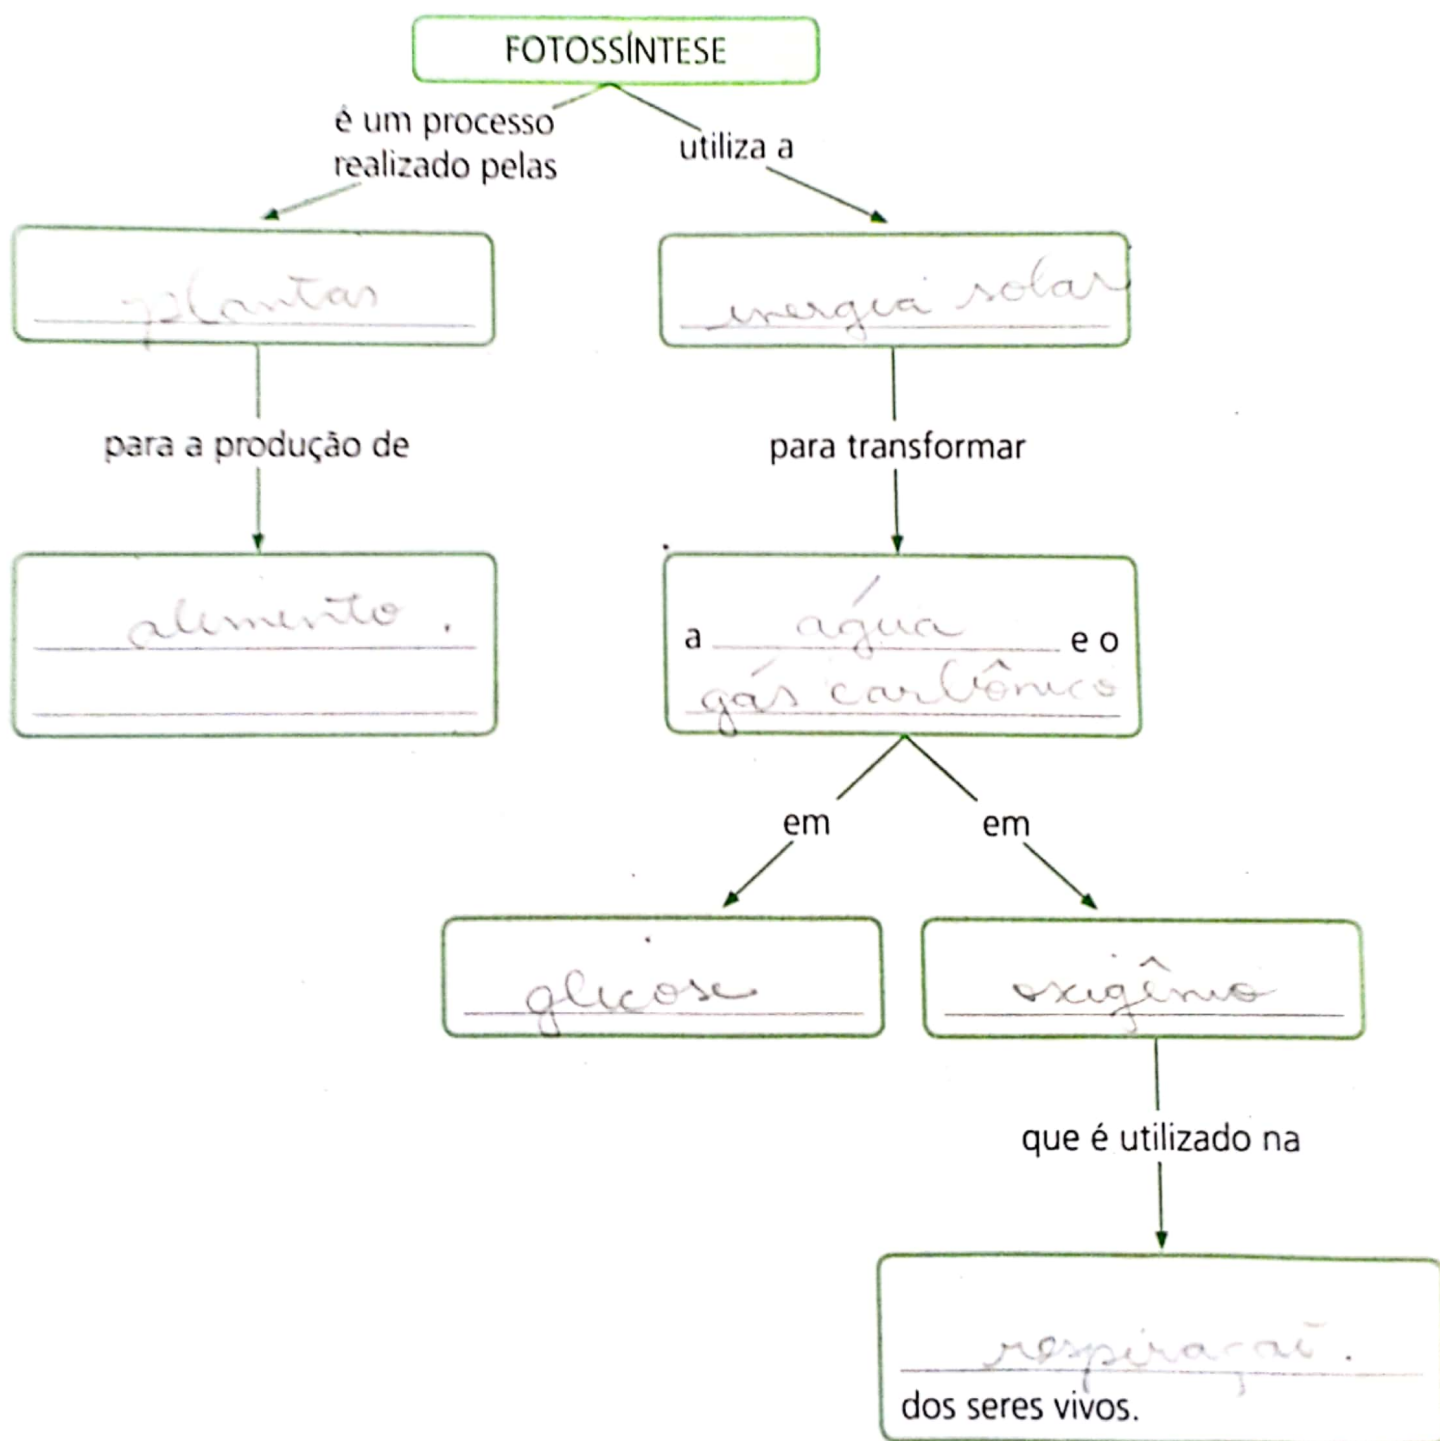 FOTOSSÍNTESE
é um processo
realizado pelas
utiliza a
plantas
energia solar
para a produção de
para transformar
alimento.
a água e o
gás carbônico
em
em
glicose
oxigênio
que é utilizado na
respiração.
dos seres vivos.